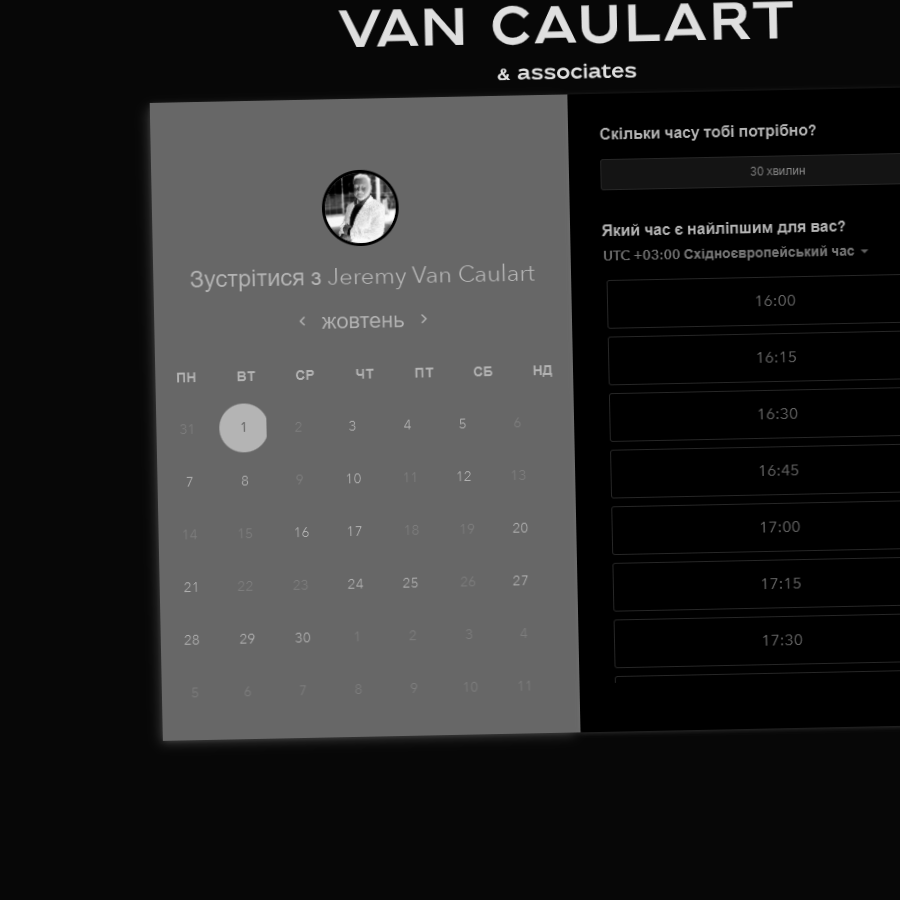 VAN CAULART
& associates
Зустрітися з Jeremy Van Caulart
жовтень
ПН ВТ СР ЧТ ПТ СБ НД
31 1 2 3 4 5 6
7 8 9 10 11 12 13
14 15 16 17 18 19 20
21 22 23 24 25 26 27
28 29 30 1 2 3 4
5 6 7 8 9 10 11
Скільки часу тобі потрібно?
30 хвилин
Який час є найліпшим для вас?
UTC +03:00 Східноєвропейський час
16:00
16:15
16:30
16:45
17:00
17:15
17:30